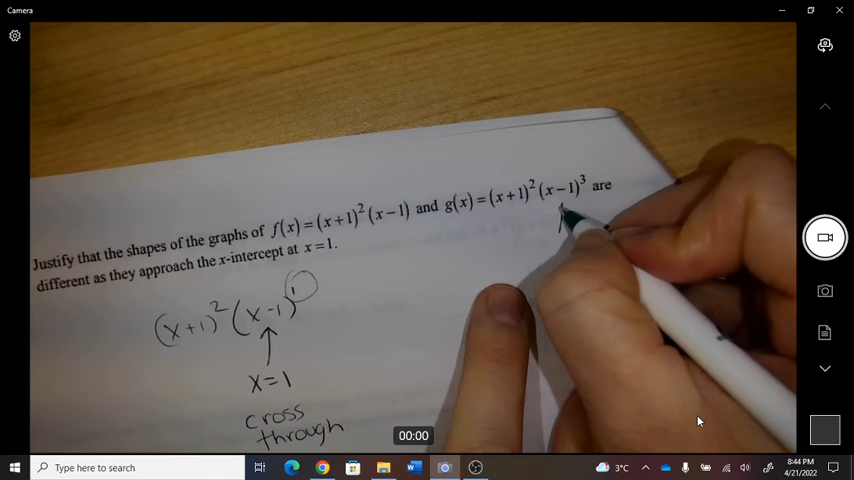 Camera
Justify that the shapes of the graphs of f(x) = (x+1)² (x−1) and g(x) = (x+1)² (x−1)³ are
different as they approach the x-intercept at x = 1.
(x+1)² (x-1)¹
x=1
cross
through
00:00
Type here to search
3°C
8:44 PM
4/21/2022